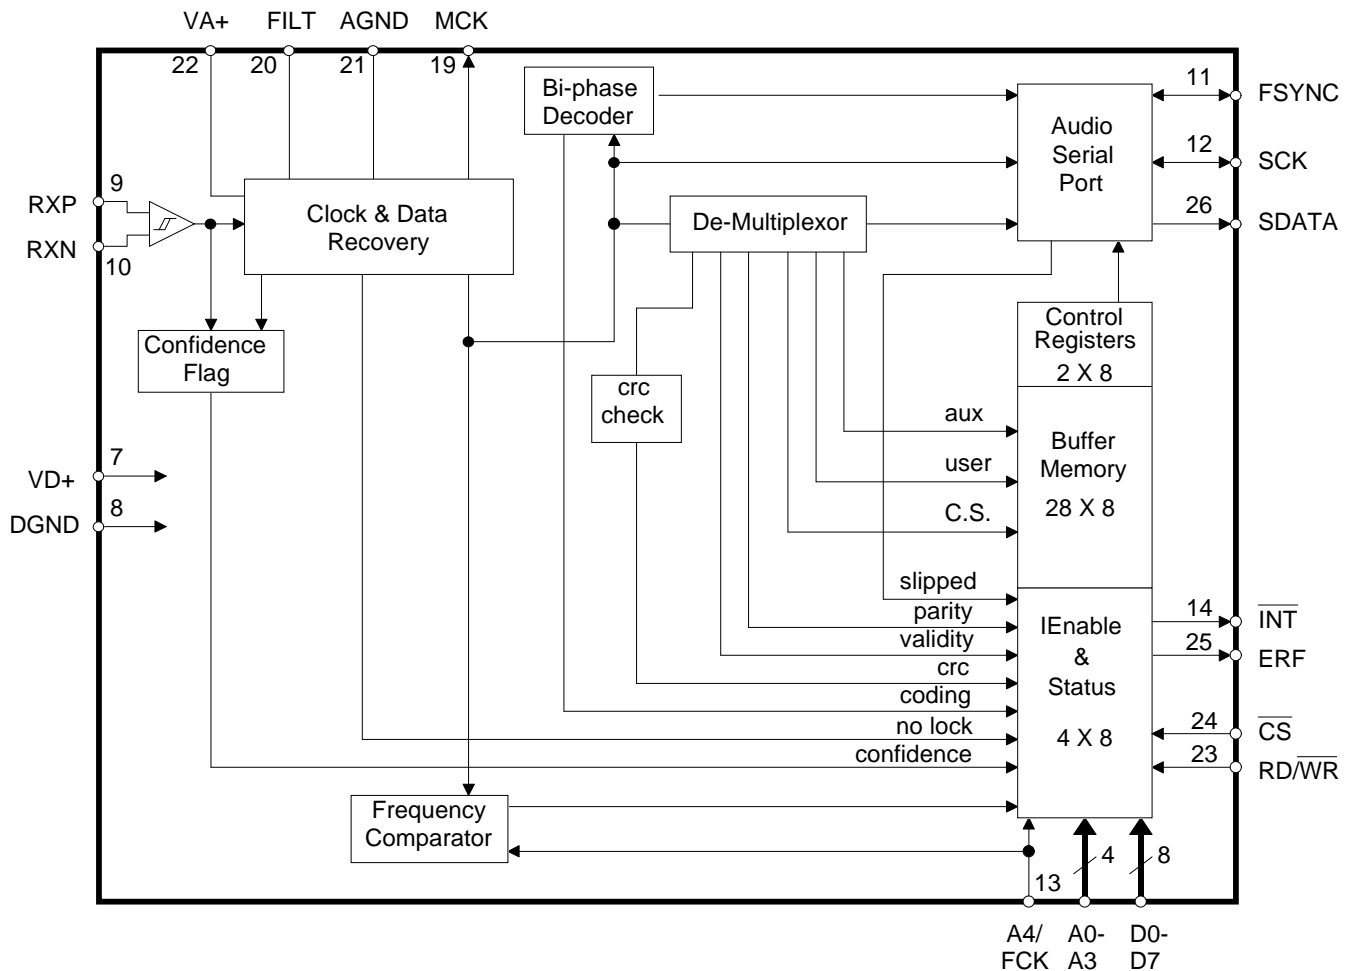 VA+ FILT AGND MCK
22 20 21 19
Bi-phase
Decoder
Audio
Serial
Port
11 FSYNC
12 SCK
26 SDATA
RXP 9
RXN 10
Clock & Data
Recovery
De-Multiplexor
Confidence
Flag
Control
Registers
2 X 8
crc
check
aux
user
C.S.
Buffer
Memory
28 X 8
VD+ 7
DGND 8
slipped
parity
validity
crc
coding
no lock
confidence
IEnable
&
Status
4 X 8
14 INT
25 ERF
24 CS
23 RD/WR
Frequency
Comparator
13 4 8
A4/ A0- D0-
FCK A3 D7